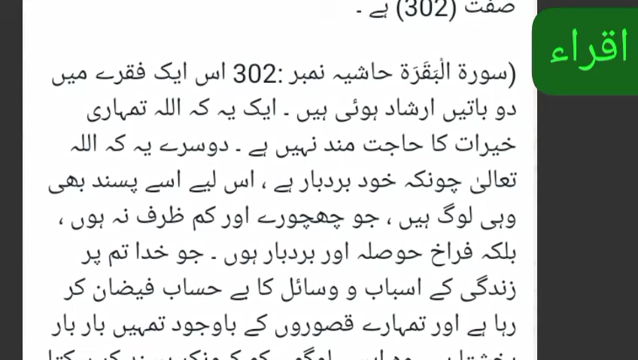 صفت (302) ہے ۔
اقراء
(سورة الْبَقَرَة حاشیہ نمبر :302 اس ایک فقرے میں
دو باتیں ارشاد ہوئی ہیں ۔ ایک یہ کہ اللہ تمہاری
خیرات کا حاجت مند نہیں ہے ۔ دوسرے یہ کہ اللہ
تعالیٰ چونکہ خود بردبار ہے ، اس لیے اسے پسند بھی
وہی لوگ ہیں ، جو چھچورے اور کم ظرف نہ ہوں ،
بلکہ فراخ حوصلہ اور بردبار ہوں ۔ جو خدا تم پر
زندگی کے اسباب و وسائل کا بے حساب فیضان کر
رہا ہے اور تمہارے قصوروں کے باوجود تمہیں بار بار